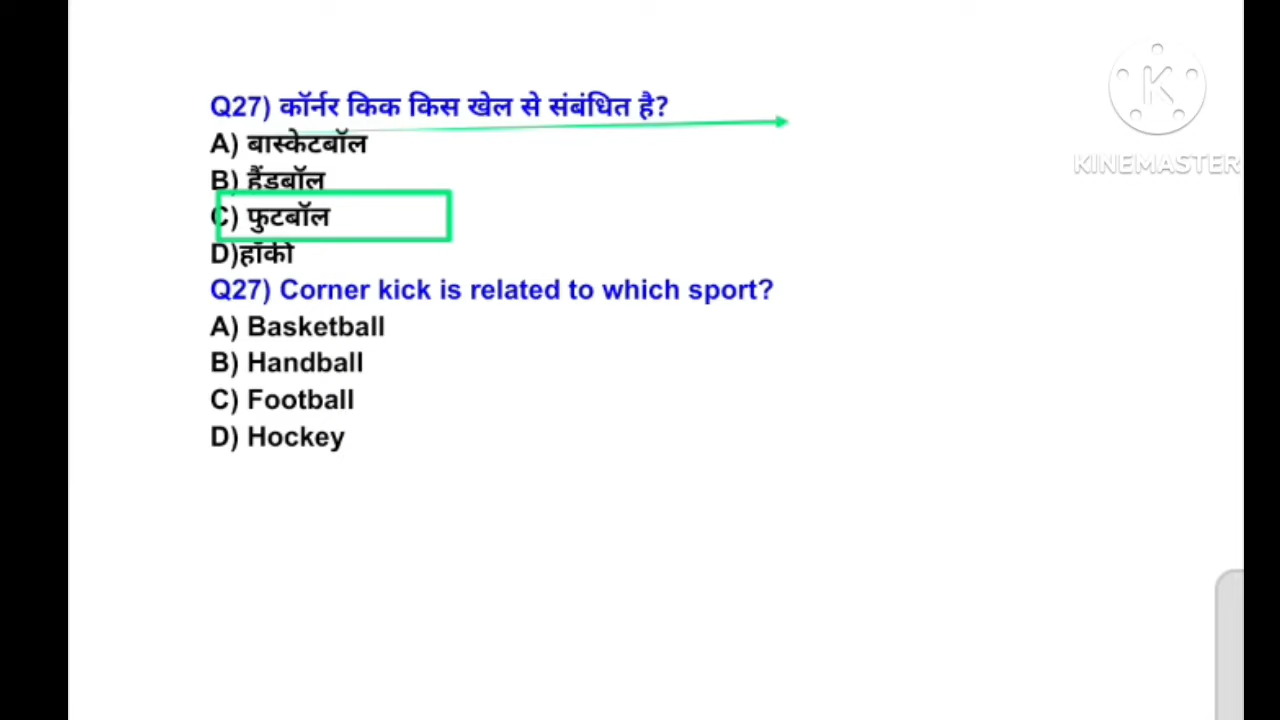 Q27) कॉर्नर किक किस खेल से संबंधित है?
A) बास्केटबॉल
B) हैंडबॉल
C) फुटबॉल
D)हॉकी
Q27) Corner kick is related to which sport?
A) Basketball
B) Handball
C) Football
D) Hockey
K
KINEMASTER